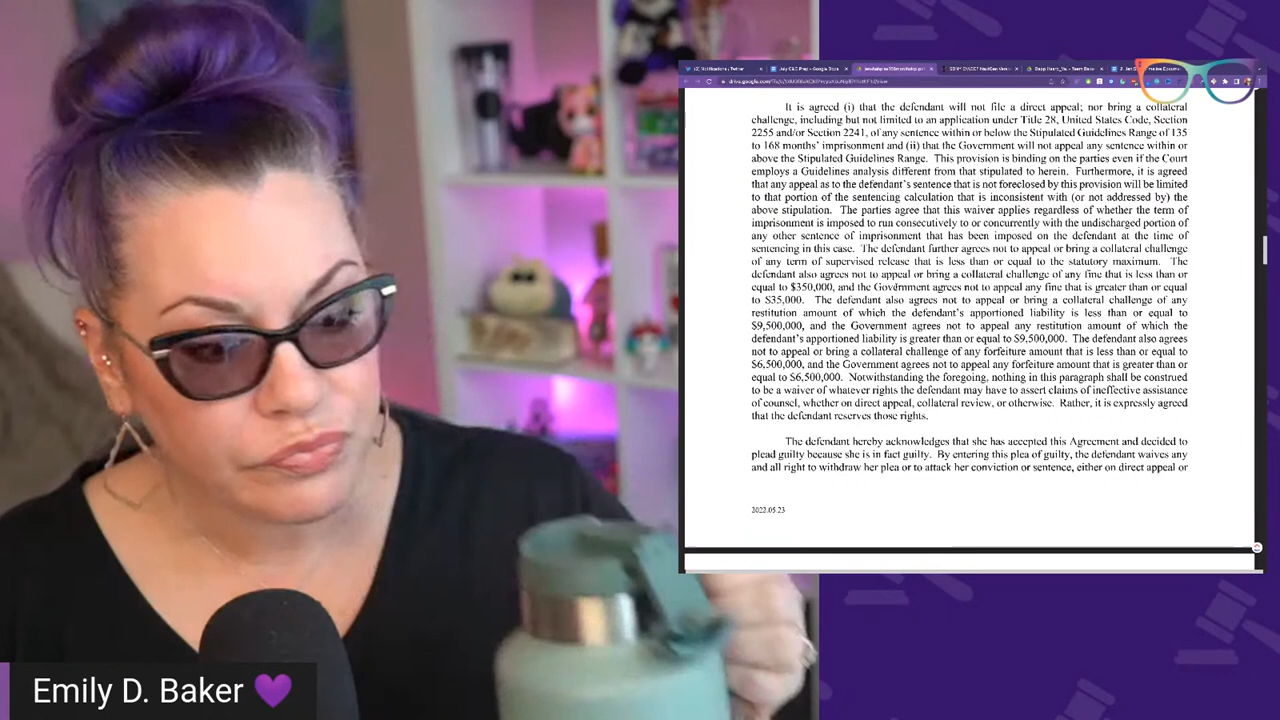 It is agreed (i) that the defendant will not file a direct appeal; nor bring a collateral
challenge, including but not limited to an application under Title 28, United States Code, Section
2255 and/or Section 2241, of any sentence within or below the Stipulated Guidelines Range of 135
to 168 months' imprisonment and (ii) that the Government will not appeal any sentence within or
above the Stipulated Guidelines Range. This provision is binding on the parties even if the Court
employs a Guidelines analysis different from that stipulated to herein. Furthermore, it is agreed
that any appeal as to the defendant's sentence that is not foreclosed by this provision will be limited
to that portion of the sentencing calculation that is inconsistent with (or not addressed by) the
above stipulation. The parties agree that this waiver applies regardless of whether the term of
imprisonment is imposed to run consecutively to or concurrently with the undischarged portion of
any other sentence of imprisonment that has been imposed on the defendant at the time of
sentencing in this case. The defendant further agrees not to appeal or bring a collateral challenge
of any term of supervised release that is less than or equal to the statutory maximum. The
defendant also agrees not to appeal or bring a collateral challenge of any fine that is less than or
equal to $350,000, and the Government agrees not to appeal any fine that is greater than or equal
to $35,000. The defendant also agrees not to appeal or bring a collateral challenge of any
restitution amount of which the defendant's apportioned liability is less than or equal to
$9,500,000, and the Government agrees not to appeal any restitution amount of which the
defendant's apportioned liability is greater than or equal to $9,500,000. The defendant also agrees
not to appeal or bring a collateral challenge of any forfeiture amount that is less than or equal to
$6,500,000, and the Government agrees not to appeal any forfeiture amount that is greater than or
equal to $6,500,000. Notwithstanding the foregoing, nothing in this paragraph shall be construed
to be a waiver of whatever rights the defendant may have to assert claims of ineffective assistance
of counsel, whether on direct appeal, collateral review, or otherwise. Rather, it is expressly agreed
that the defendant reserves those rights.
The defendant hereby acknowledges that she has accepted this Agreement and decided to
plead guilty because she is in fact guilty. By entering this plea of guilty, the defendant waives any
and all right to withdraw her plea or to attack her conviction or sentence, either on direct appeal or
2022.05.23
Emily D. Baker 💜